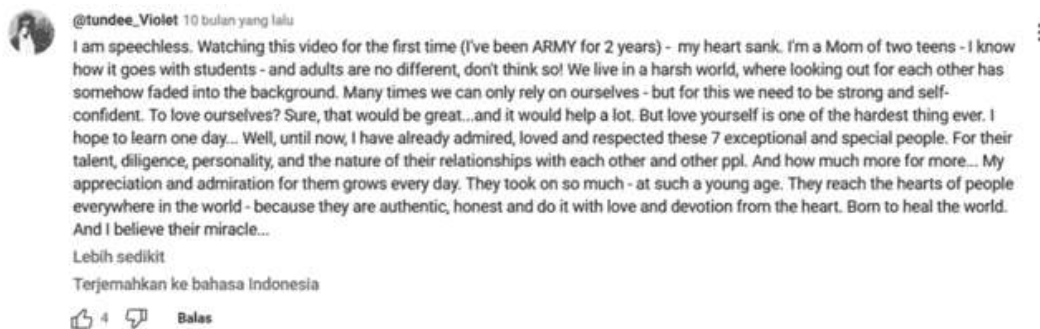 @tundee_Violet 10 bulan yang lalu
I am speechless. Watching this video for the first time (I've been ARMY for 2 years) - my heart sank. I'm a Mom of two teens - I know
how it goes with students - and adults are no different, don't think so! We live in a harsh world, where looking out for each other has
somehow faded into the background. Many times we can only rely on ourselves - but for this we need to be strong and self-
confident. To love ourselves? Sure, that would be great...and it would help a lot. But love yourself is one of the hardest thing ever. I
hope to learn one day... Well, until now, I have already admired, loved and respected these 7 exceptional and special people. For their
talent, diligence, personality, and the nature of their relationships with each other and other ppl. And how much more for more... My
appreciation and admiration for them grows every day. They took on so much - at such a young age. They reach the hearts of people
everywhere in the world - because they are authentic, honest and do it with love and devotion from the heart. Born to heal the world.
And I believe their miracle...
Lebih sedikit
Terjemahkan ke bahasa Indonesia
4 Balas